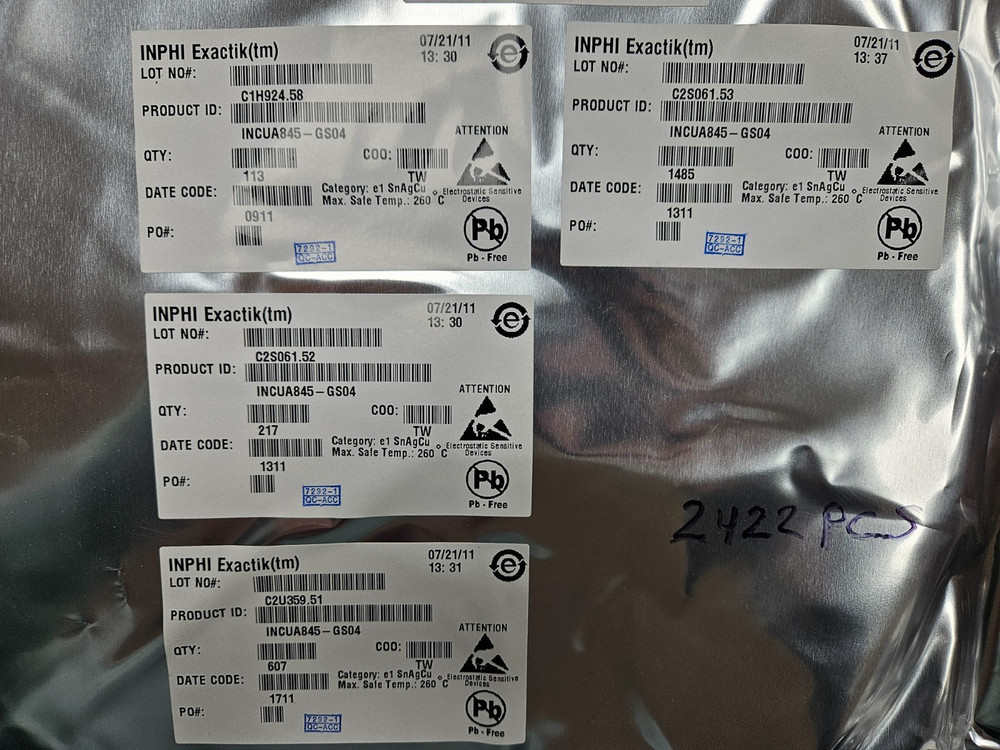 INPHI Exactik(tm)
07/21/11
13: 30
e
LOT NO#:
C1H924.58
PRODUCT ID:
INCUA845-GS04
ATTENTION
QTY:
COO:
113
TW
DATE CODE:
Category: e1 SnAgCu
Max. Safe Temp.: 260°C
Electrostatic Sensitive
Devices
0911
PO#:
7292-1
QC-ACC
Pb
Pb - Free
INPHI Exactik(tm)
07/21/11
13: 37
e
LOT NO#:
C2S061.53
PRODUCT ID:
INCUA845-GS04
ATTENTION
QTY:
COO:
1485
TW
DATE CODE:
Category: e1 SnAgCu
Max. Safe Temp.: 260°C
Electrostatic Sensitive
Devices
1311
PO#:
7292-1
QC-ACC
Pb
Pb - Free
INPHI Exactik(tm)
07/21/11
13: 30
e
LOT NO#:
C2S061.52
PRODUCT ID:
INCUA845-GS04
ATTENTION
QTY:
COO:
217
TW
DATE CODE:
Category: e1 SnAgCu
Max. Safe Temp.: 260°C
Electrostatic Sensitive
Devices
1311
PO#:
7292-1
QC-ACC
Pb
Pb - Free
2422 PCS
INPHI Exactik(tm)
07/21/11
13: 31
e
LOT NO#:
C2U359.51
PRODUCT ID:
INCUA845-GS04
ATTENTION
QTY:
COO:
607
TW
DATE CODE:
Category: e1 SnAgCu
Max. Safe Temp.: 260°C
Electrostatic Sensitive
Devices
1711
PO#:
7292-1
QC-ACC
Pb
Pb - Free